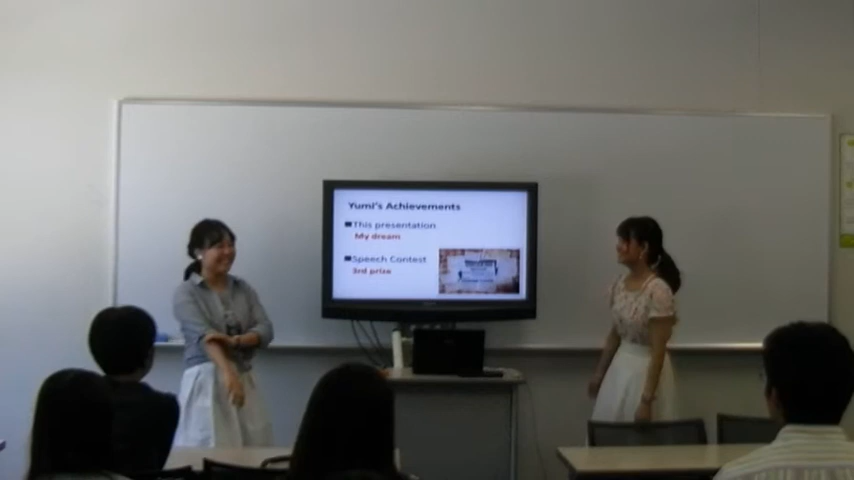 Yumi's Achievements
■This presentation
My dream
■Speech Contest
3rd prize